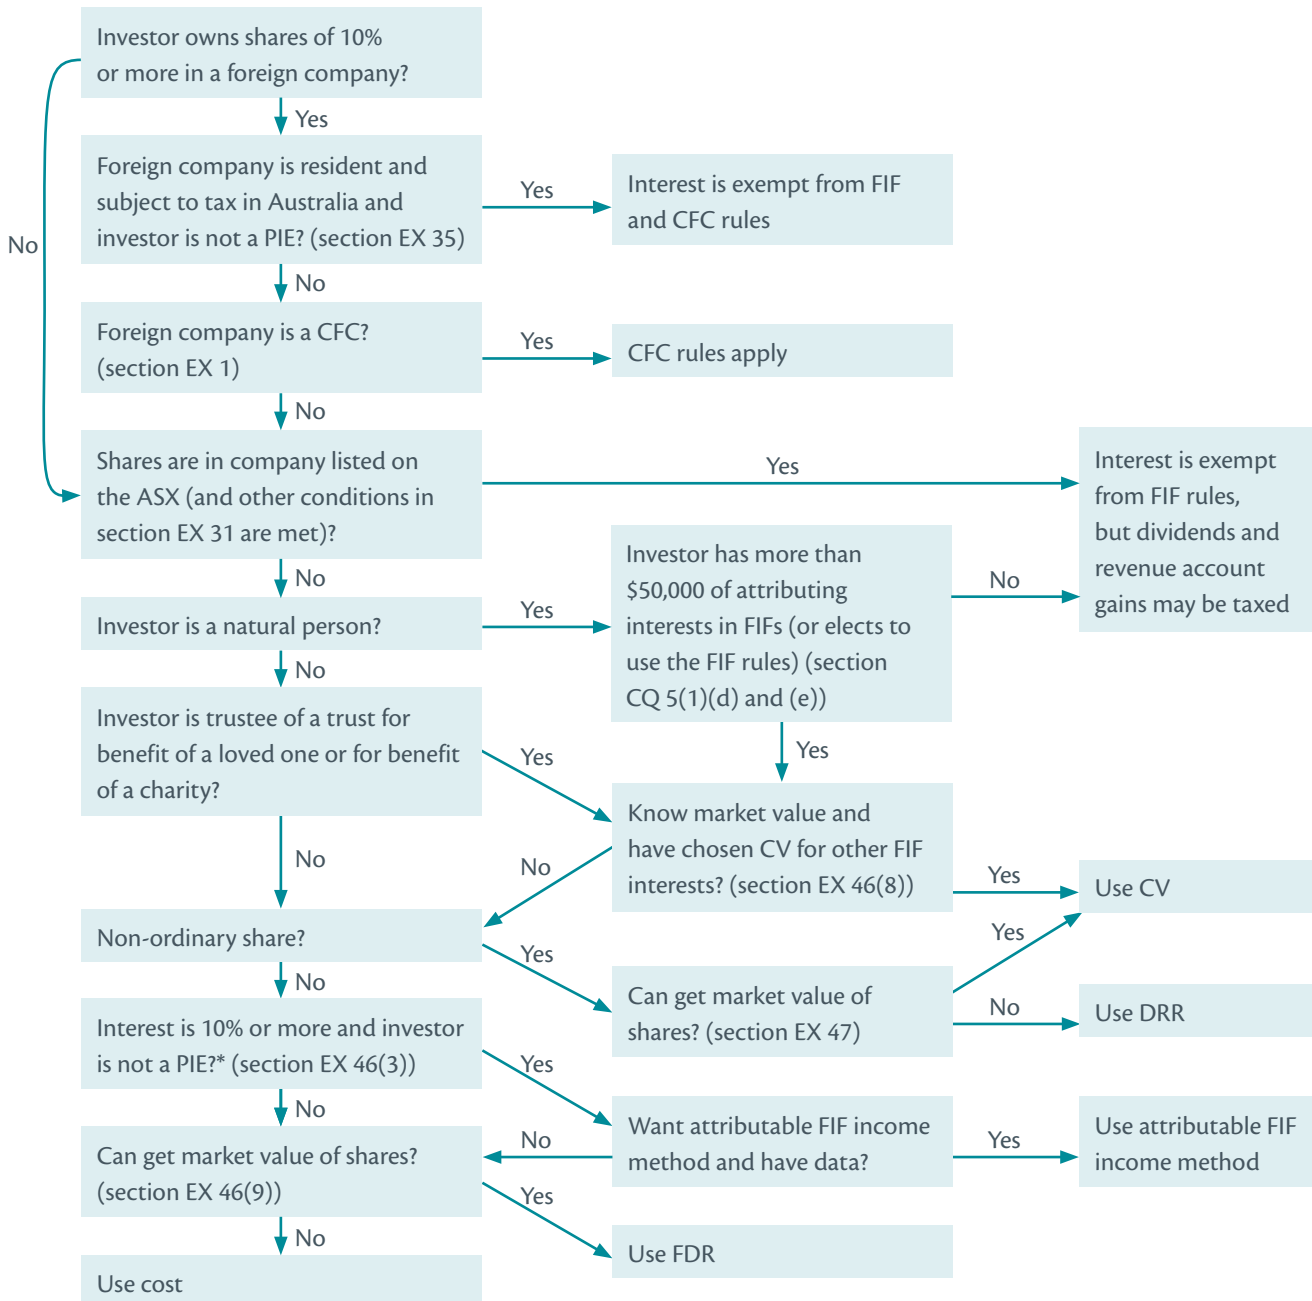 Investor owns shares of 10%
or more in a foreign company?
Yes
No
Foreign company is resident and
subject to tax in Australia and
investor is not a PIE? (section EX 35)
Yes
Interest is exempt from FIF
and CFC rules
No
Foreign company is a CFC?
(section EX 1)
Yes
CFC rules apply
No
Shares are in company listed on
the ASX (and other conditions in
section EX 31 are met)?
Yes
Interest is exempt
from FIF rules,
but dividends and
revenue account
gains may be taxed
No
Investor is a natural person?
Yes
Investor has more than
$50,000 of attributing
interests in FIFs (or elects to
use the FIF rules) (section
CQ 5(1)(d) and (e))
No
Yes
No
Investor is trustee of a trust for
benefit of a loved one or for benefit
of a charity?
Yes
Know market value and
have chosen CV for other FIF
interests? (section EX 46(8))
Yes
Use CV
No
No
Non-ordinary share?
Yes
Can get market value of
shares? (section EX 47)
Yes
No
Use DRR
No
Interest is 10% or more and investor
is not a PIE?* (section EX 46(3))
Yes
Want attributable FIF income
method and have data?
Yes
Use attributable FIF
income method
No
No
Can get market value of shares?
(section EX 46(9))
Yes
Use FDR
No
Use cost